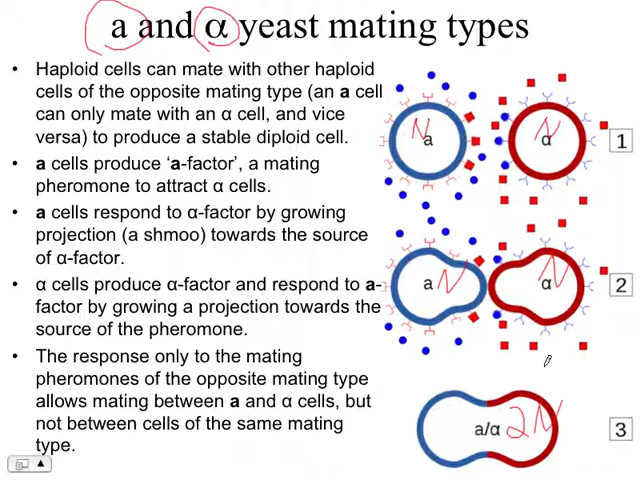 a and α yeast mating types
• Haploid cells can mate with other haploid
cells of the opposite mating type (an a cell
can only mate with an α cell, and vice
versa) to produce a stable diploid cell.
• a cells produce ‘a-factor’, a mating
pheromone to attract α cells.
• a cells respond to α-factor by growing
projection (a shmoo) towards the source
of α-factor.
• α cells produce α-factor and respond to a-
factor by growing a projection towards the
source of the pheromone.
• The response only to the mating
pheromones of the opposite mating type
allows mating between a and α cells, but
not between cells of the same mating
type.
N a N α 1
a N N α 2
a/α 2N 3